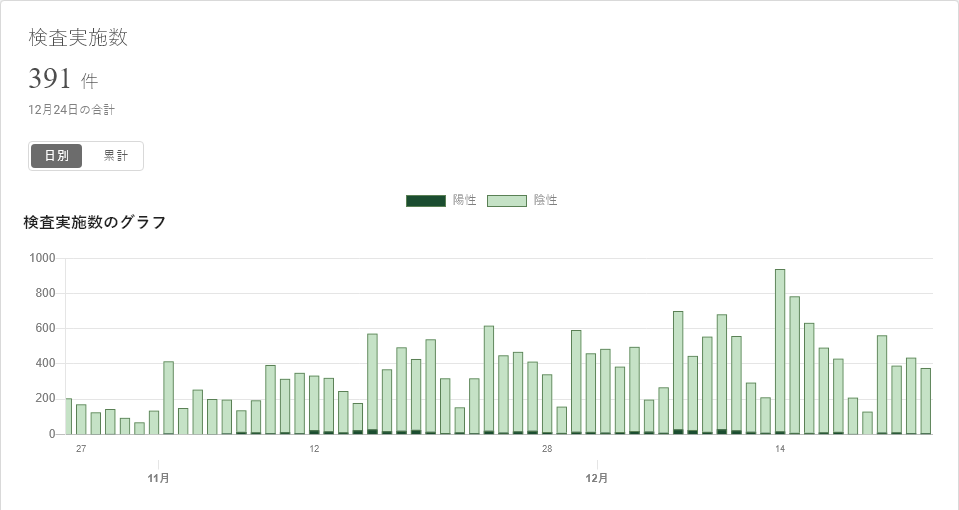 検査実施数
391 件
12月24日の合計
日別 累計
陽性 陰性
検査実施数のグラフ
1000
800
600
400
200
0
27 12 28 14
11月 12月